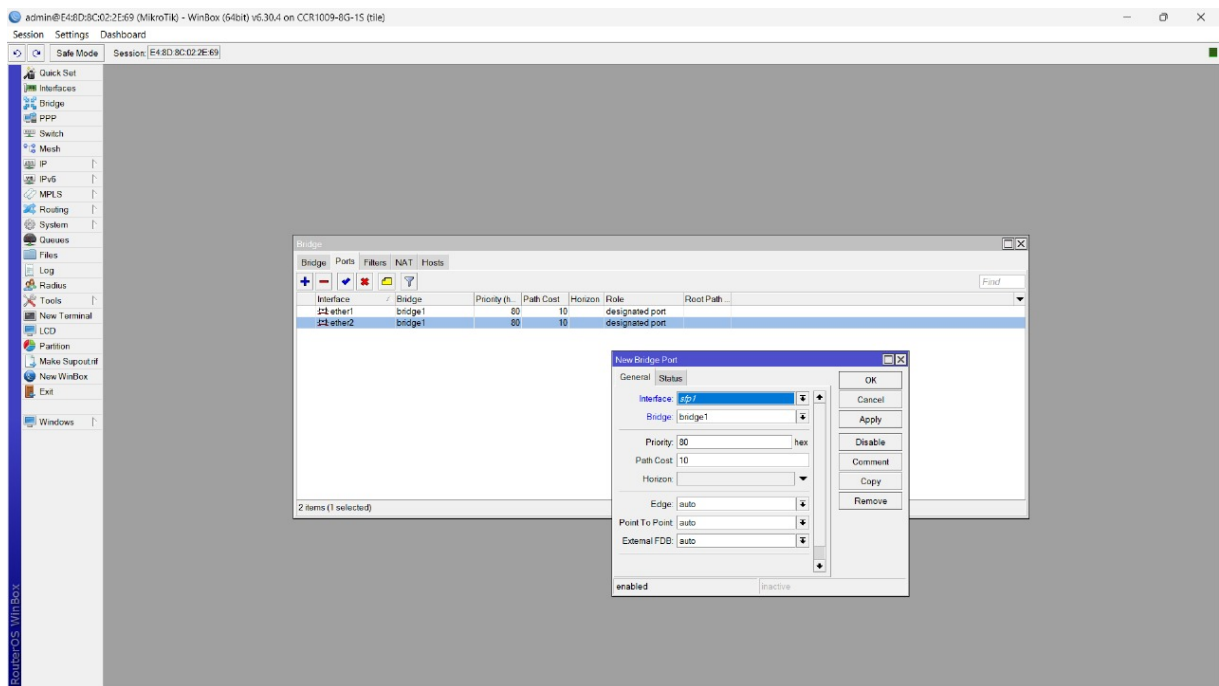 admin@E4:8D:8C:02:2E:69 (MikroTik) - WinBox (64bit) v6.30.4 on CCR1009-8G-1S (tile)
Session Settings Dashboard
Safe Mode Session: E4:8D:8C:02:2E:69
Quick Set
Interfaces
Bridge
PPP
Switch
Mesh
IP
IPv6
MPLS
Routing
System
Queues
Files
Log
Radius
Tools
New Terminal
LCD
Partition
Make Supout.rif
New WinBox
Exit
Windows
RouterOS WinBox
Bridge
Bridge Ports Filters NAT Hosts
Find
Interface Bridge Priority (h... Path Cost Horizon Role Root Path ...
ether1 bridge1 80 10 designated port
ether2 bridge1 80 10 designated port
2 items (1 selected)
New Bridge Port
General Status
Interface: sfp1
Bridge: bridge1
Priority: 80 hex
Path Cost: 10
Horizon:
Edge: auto
Point To Point: auto
External FDB: auto
enabled inactive
OK
Cancel
Apply
Disable
Comment
Copy
Remove